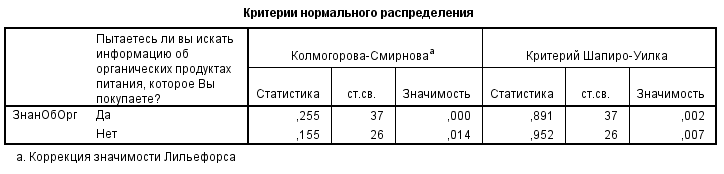 Критерии нормального распределения
Пытаетесь ли вы искать
информацию об
органических продуктах
питания, которое Вы
покупаете?
Колмогорова-Смирнова^a Критерий Шапиро-Уилка
Статистика ст.св. Значимость Статистика ст.св. Значимость
ЗнанОбОрг Да ,255 37 ,000 ,891 37 ,002
Нет ,155 26 ,014 ,952 26 ,007
a. Коррекция значимости Лильефорса